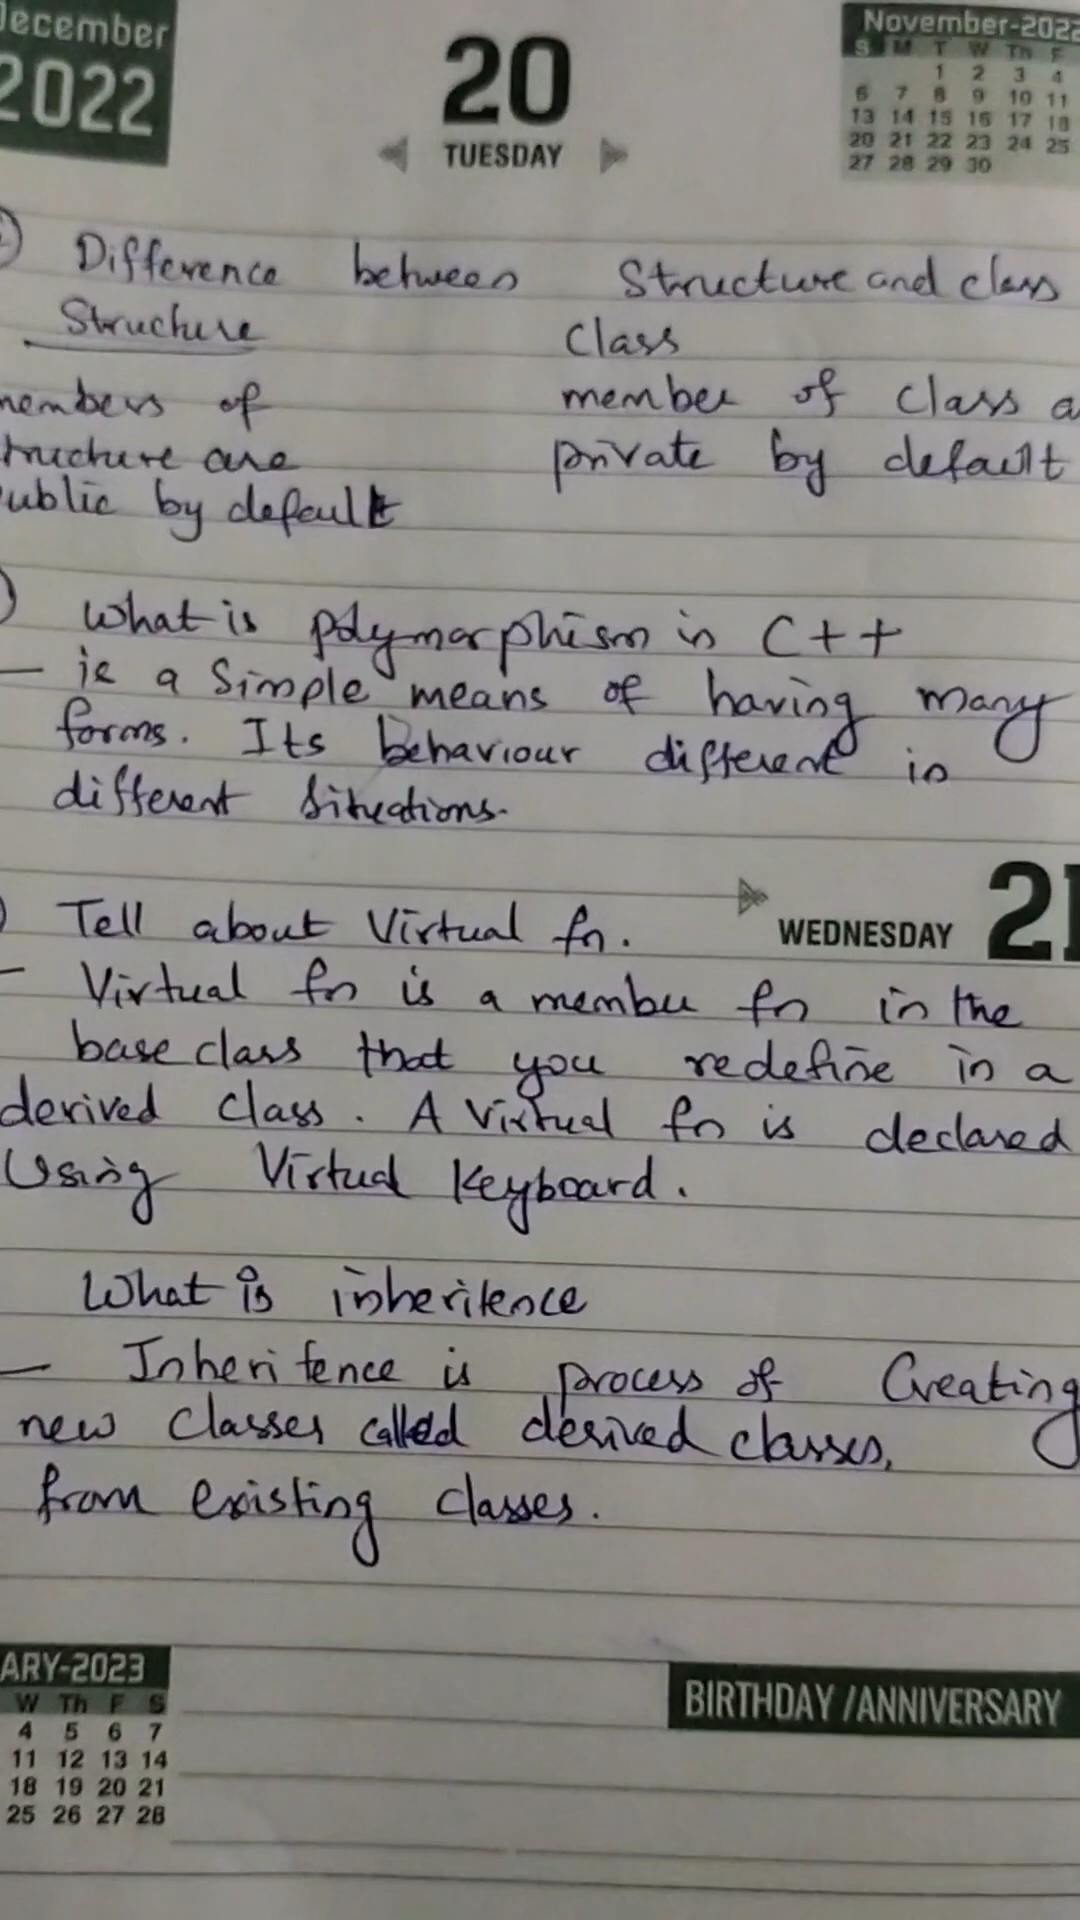 December
2022
20
TUESDAY
November-2022
S M T W Th F
1 2 3 4
6 7 8 9 10 11
13 14 15 16 17 18
20 21 22 23 24 25
27 28 29 30
Difference between Structure and class
Structure Class
members of member of class a
tructure are private by default
ublic by default
What is polymorphism in C++
- is a Simple means of having many
forms. Its behaviour different in
different situations.
WEDNESDAY 21
Tell about Virtual fn.
- Virtual fn is a member fn in the
base class that you redefine in a
derived class. A virtual fn is declared
Using Virtual Keyboard.
What is inheritence
- Inheritence is process of Creating
new classes called derived classes,
from existing classes.
ARY-2023
W Th F S
4 5 6 7
11 12 13 14
18 19 20 21
25 26 27 28
BIRTHDAY / ANNIVERSARY